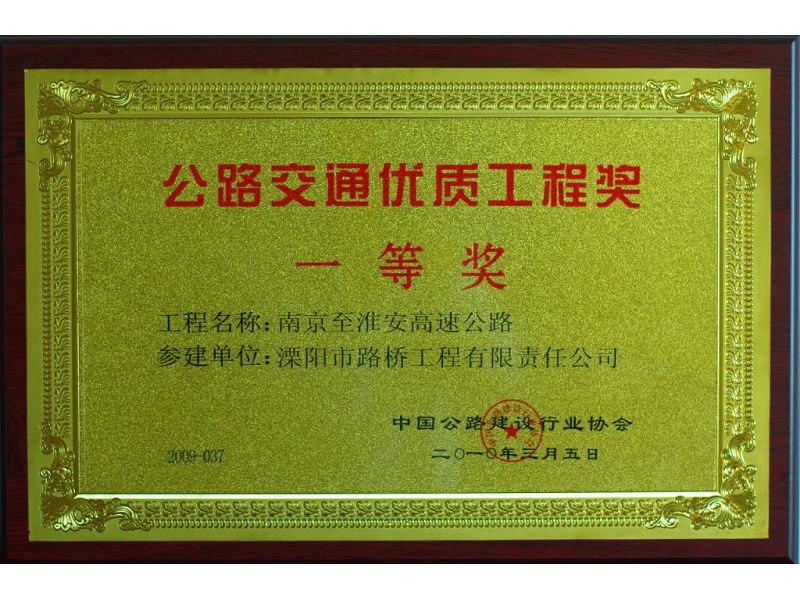 公路交通优质工程奖
一等奖
工程名称：南京至淮安高速公路
参建单位：溧阳市路桥工程有限责任公司
中国公路建设行业协会
2009-037
二〇一〇年三月五日